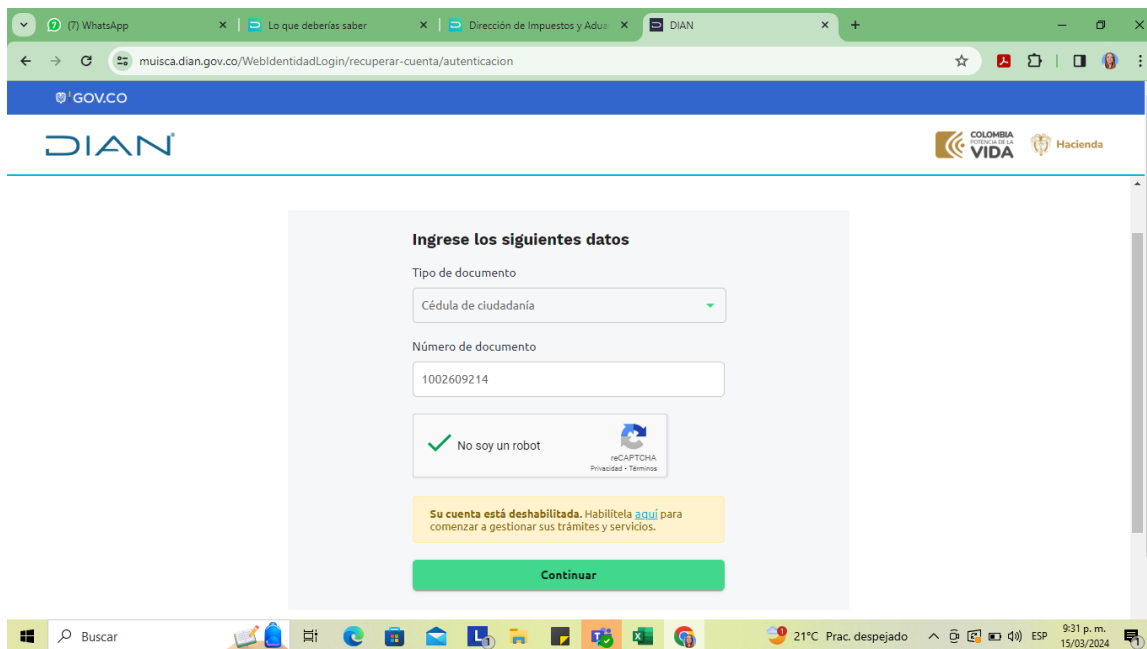 (7) WhatsApp
Lo que deberías saber
Dirección de Impuestos y Adua
DIAN
muisca.dian.gov.co/WebIdentidadLogin/recuperar-cuenta/autenticacion
GOV.CO
DIAN
COLOMBIA
POTENCIA DE LA
VIDA
Hacienda
Ingrese los siguientes datos
Tipo de documento
Cédula de ciudadanía
Número de documento
1002609214
No soy un robot
reCAPTCHA
Privacidad - Términos
Su cuenta está deshabilitada. Habilítela aquí para
comenzar a gestionar sus trámites y servicios.
Continuar
Buscar
21°C Prac. despejado
ESP
9:31 p. m.
15/03/2024